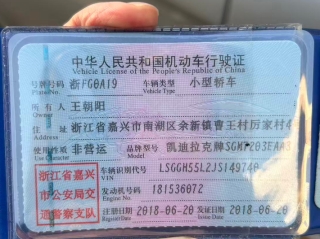 中华人民共和国机动车行驶证
Vehicle License of the People's Republic of China
号牌号码 浙FG0A19 车辆类型 小型轿车
Plate No. Vehicle Type
所有人 王朝阳
Owner
住址 浙江省嘉兴市南湖区余新镇曹王村厉家村4
Address
使用性质 非营运 品牌型号 凯迪拉克牌SGM7203EAA3
Use Character Model
浙江省嘉兴 车辆识别代号 LSGGH55L2JS149740
VIN
市公安局交 发动机号码 181536072
Engine No.
通警察支队 注册日期 2018-06-20 发证日期 2018-06-20
Register Date Issue Date